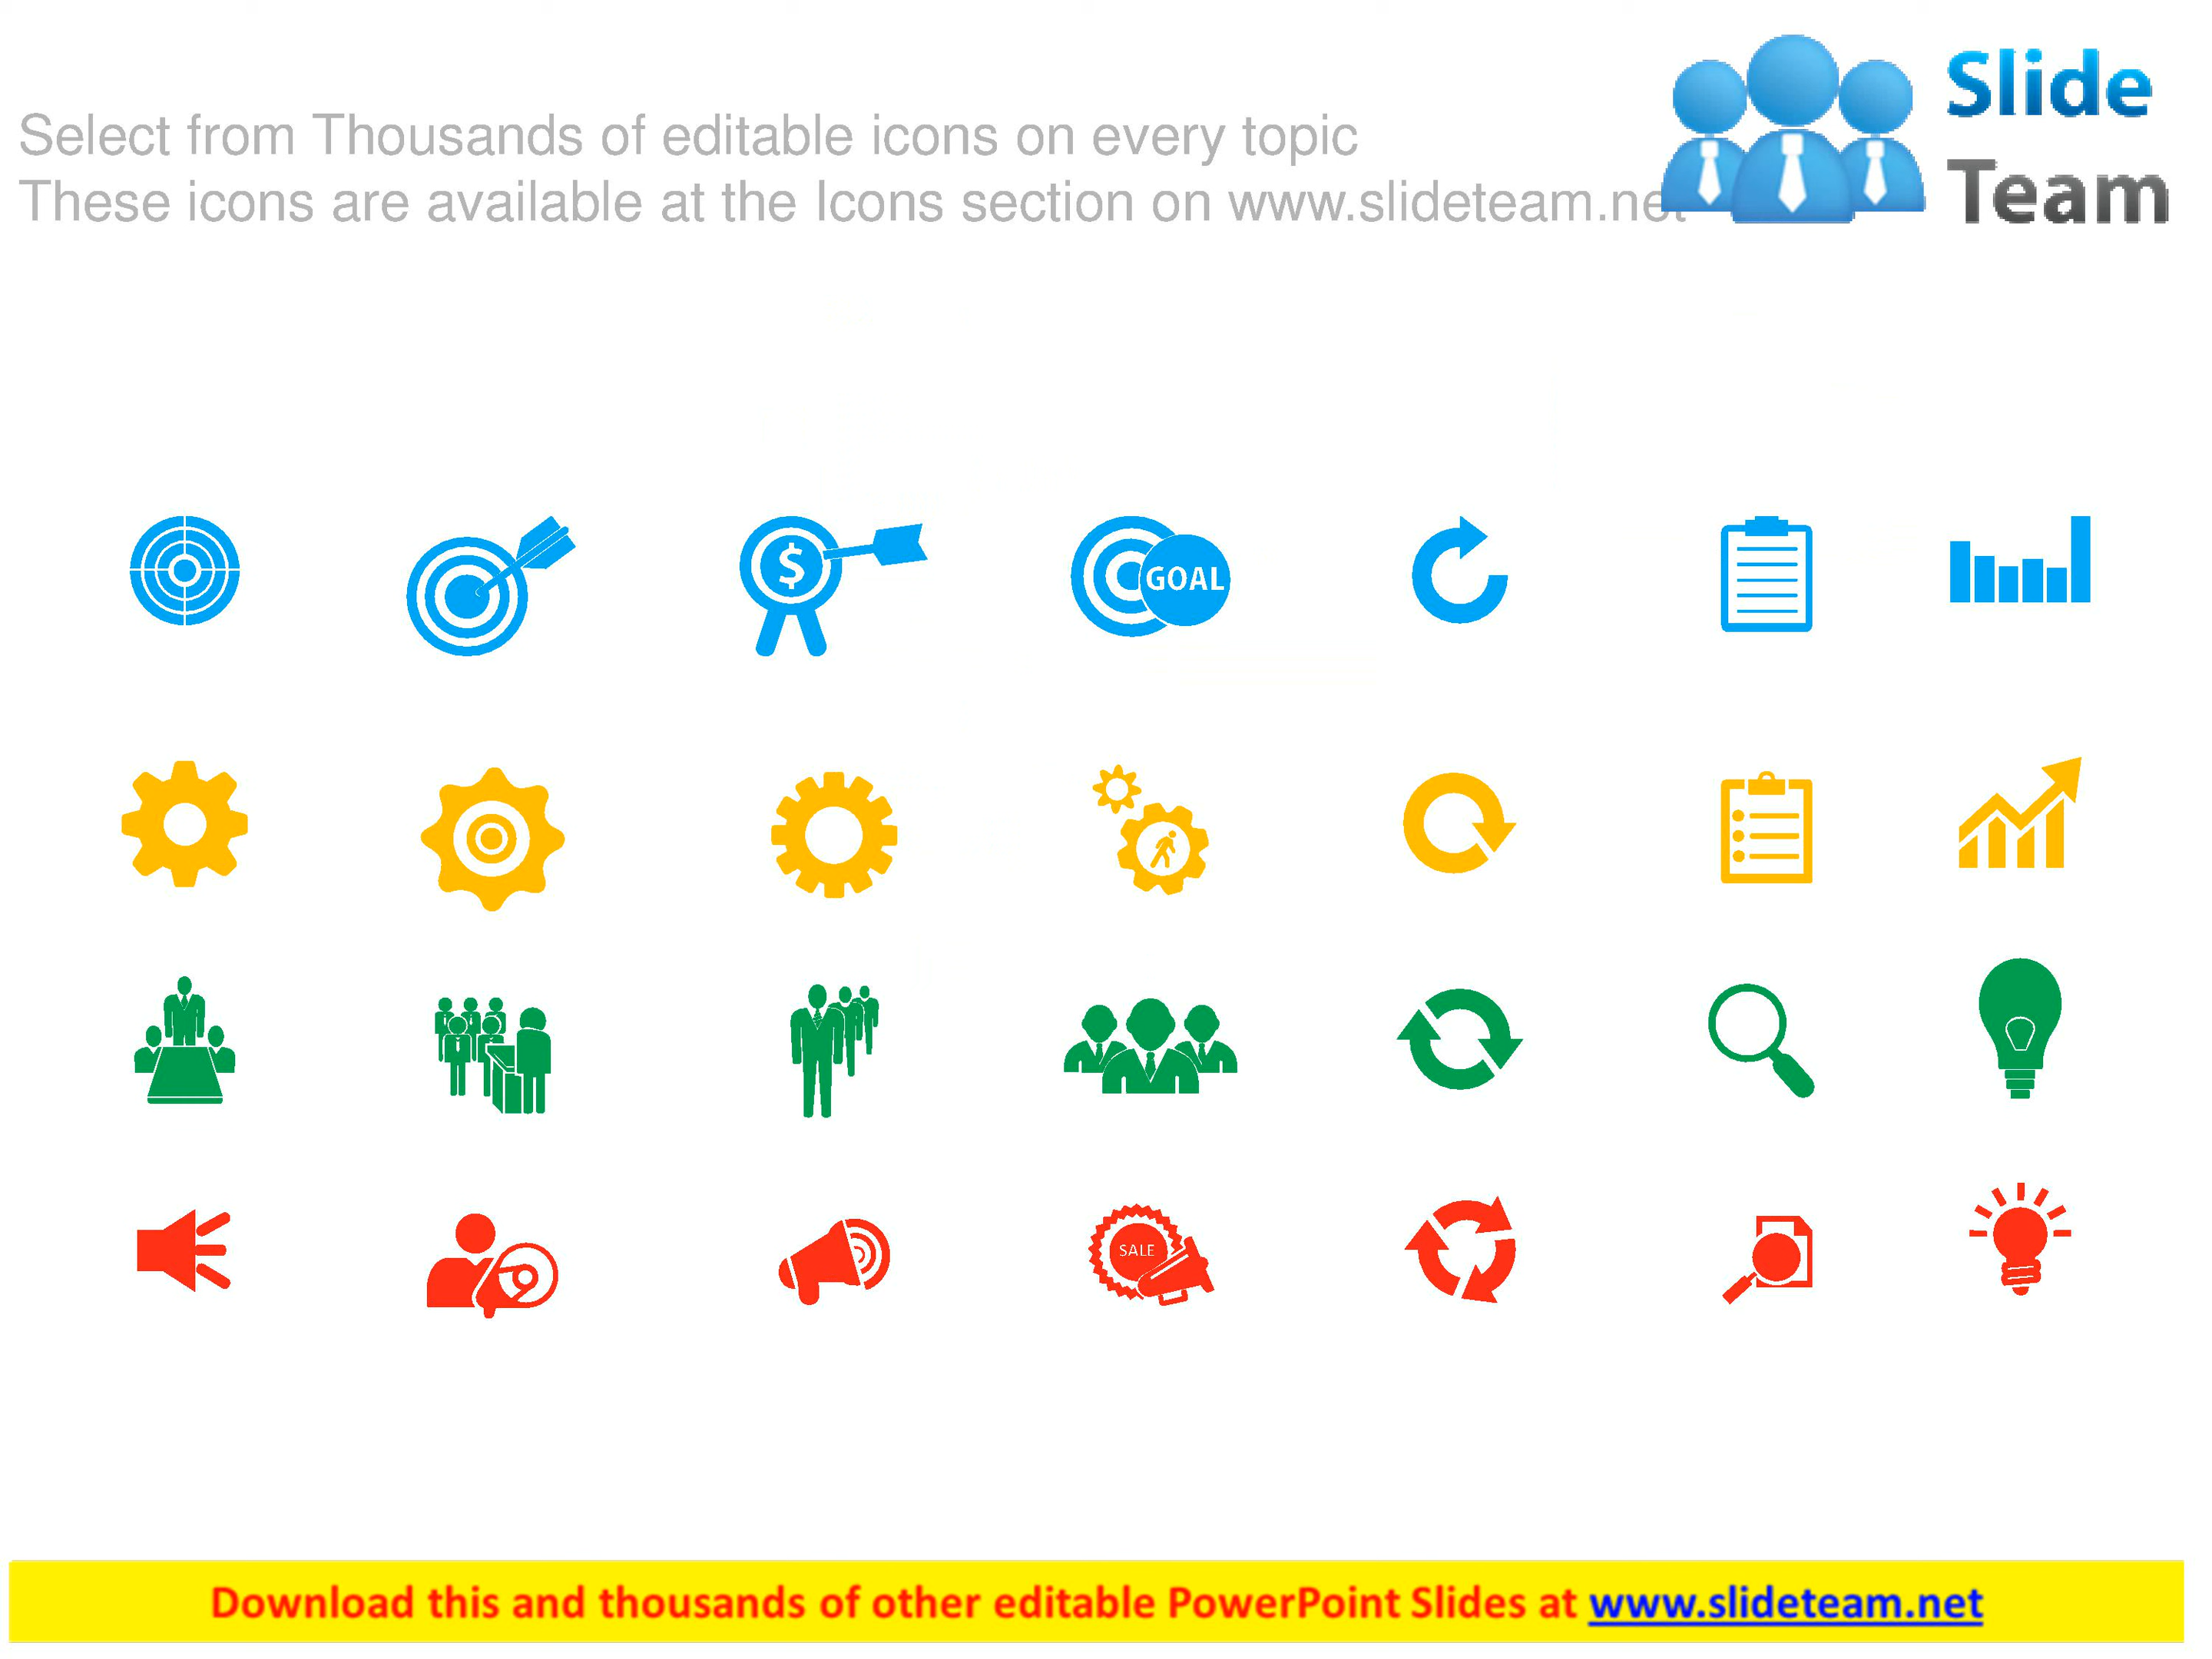 Slide
Team
Select from Thousands of editable icons on every topic
These icons are available at the Icons section on www.slideteam.net
$
GOAL
SALE
Download this and thousands of other editable PowerPoint Slides at www.slideteam.net